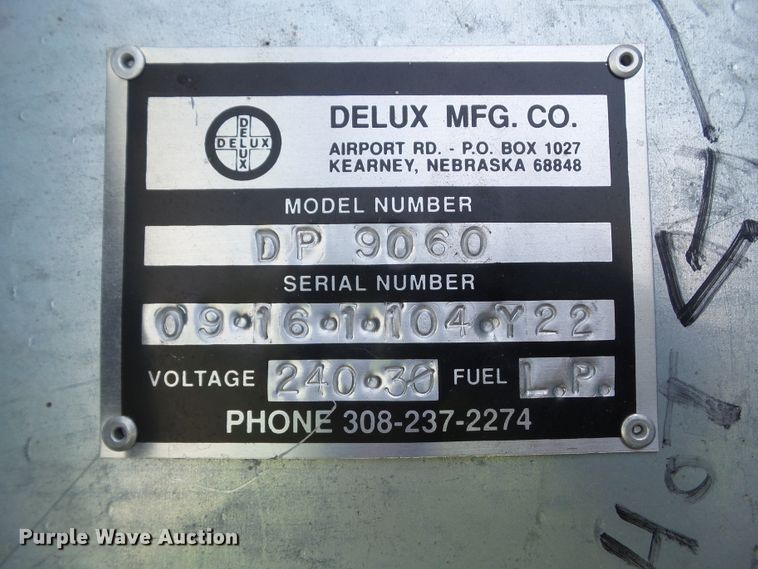 DELUX
DELUX
DELUX MFG. CO.
AIRPORT RD. - P.O. BOX 1027
KEARNEY, NEBRASKA 68848
MODEL NUMBER
DP 9060
SERIAL NUMBER
09•16•1•104•Y22
VOLTAGE 240•30 FUEL L.P.
PHONE 308-237-2274
Purple Wave Auction